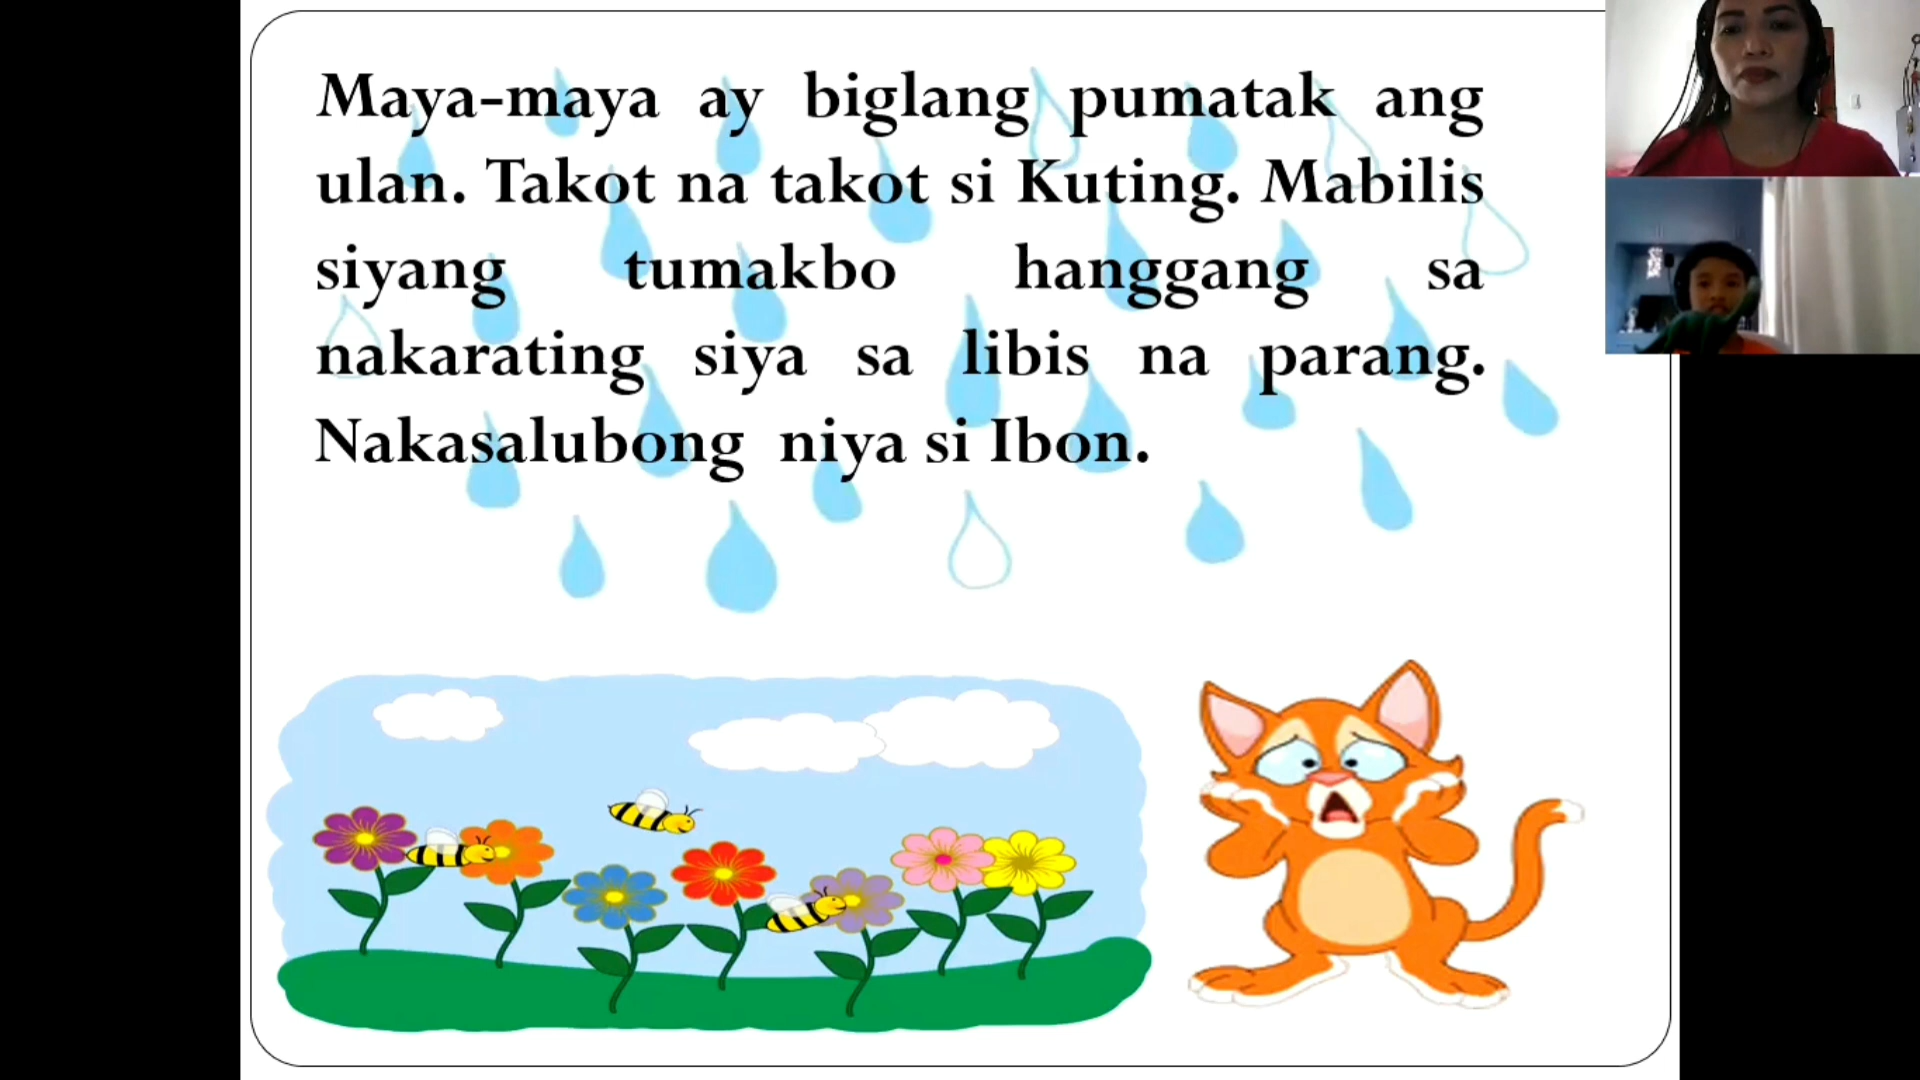 Maya-maya ay biglang pumatak ang
ulan. Takot na takot si Kuting. Mabilis
siyang tumakbo hanggang sa
nakarating siya sa libis na parang.
Nakasalubong niya si Ibon.